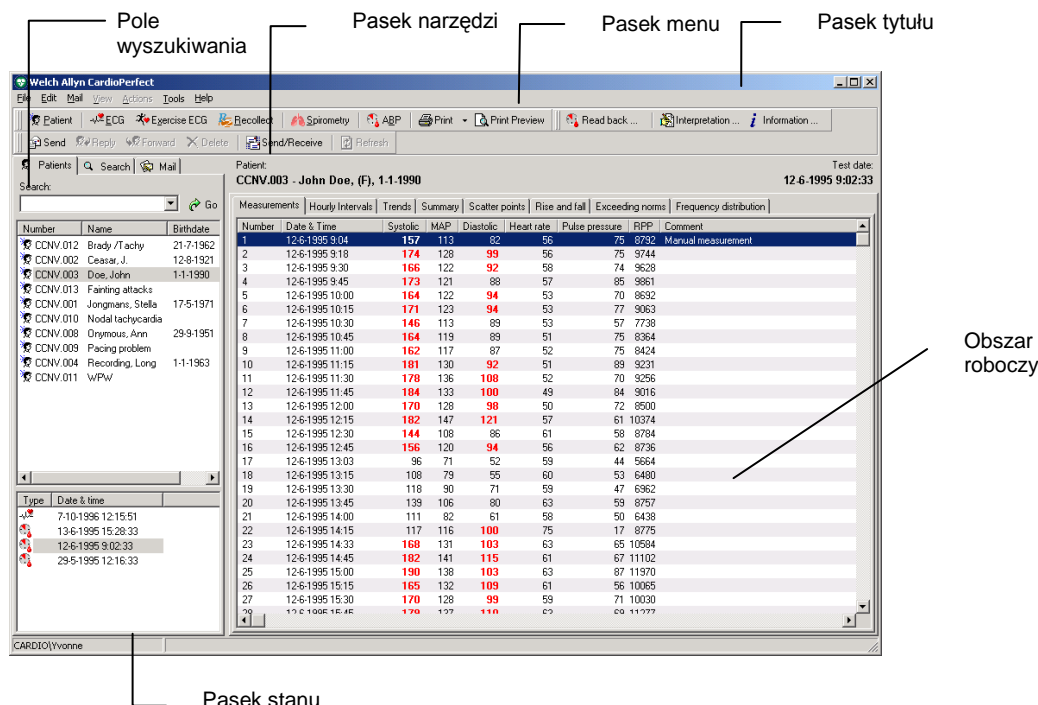 Pole
wyszukiwania
Pasek narzędzi
Pasek menu
Pasek tytułu
Welch Allyn CardioPerfect
File Edit Mail View Actions Tools Help
Patient ECG Exercise ECG Recollect Spirometry ABP Print Print Preview Read back ... Interpretation ... Information ...
Send Reply Forward Delete Send/Receive Refresh
Patients Search Mail
Search:
Go
Number Name Birthdate
CCNV.012 Brady /Tachy 21-7-1962
CCNV.002 Ceasar, J. 12-8-1921
CCNV.003 Doe, John 1-1-1990
CCNV.013 Fainting attacks
CCNV.001 Jongmans, Stella 17-5-1971
CCNV.010 Nodal tachycardia
CCNV.008 Onymous, Ann 29-9-1951
CCNV.009 Pacing problem
CCNV.004 Recording, Long 1-1-1963
CCNV.011 WPW
Type Date & time
7-10-1996 12:15:51
13-6-1995 15:28:33
12-6-1995 9:02:33
29-5-1995 12:16:33
Patient: Test date:
CCNV.003 - John Doe, (F), 1-1-1990 12-6-1995 9:02:33
Measurements Hourly Intervals Trends Summary Scatter points Rise and fall Exceeding norms Frequency distribution
Number Date & Time Systolic MAP Diastolic Heart rate Pulse pressure RPP Comment
1 12-6-1995 9:04 157 113 82 56 75 8792 Manual measurement
2 12-6-1995 9:18 174 128 99 56 75 9744
3 12-6-1995 9:30 166 122 92 58 74 9628
4 12-6-1995 9:45 173 121 88 57 85 9861
5 12-6-1995 10:00 164 122 94 53 70 8692
6 12-6-1995 10:15 171 123 94 53 77 9063
7 12-6-1995 10:30 146 113 89 53 57 7738
8 12-6-1995 10:45 164 119 89 51 75 8364
9 12-6-1995 11:00 162 117 87 52 75 8424
10 12-6-1995 11:15 181 130 92 51 89 9231
11 12-6-1995 11:30 178 136 108 52 70 9256
12 12-6-1995 11:45 184 133 100 49 84 9016
13 12-6-1995 12:00 170 128 98 50 72 8500
14 12-6-1995 12:15 182 147 121 57 61 10374
15 12-6-1995 12:30 144 108 86 61 58 8784
16 12-6-1995 12:45 156 120 94 56 62 8736
17 12-6-1995 13:03 96 71 52 59 44 5664
18 12-6-1995 13:15 108 79 55 60 53 6480
19 12-6-1995 13:30 118 90 71 59 47 6962
20 12-6-1995 13:45 139 106 80 63 59 8757
21 12-6-1995 14:00 111 82 61 58 50 6438
22 12-6-1995 14:15 117 116 100 75 17 8775
23 12-6-1995 14:33 168 131 103 63 65 10584
24 12-6-1995 14:45 182 141 115 61 67 11102
25 12-6-1995 15:00 190 138 103 63 87 11970
26 12-6-1995 15:15 165 132 109 61 56 10065
27 12-6-1995 15:30 170 128 99 59 71 10030
28 12-6-1995 15:45 179 137 110 63 69 11277
Obszar
roboczy
CARDIO\Yvonne
Pasek stanu